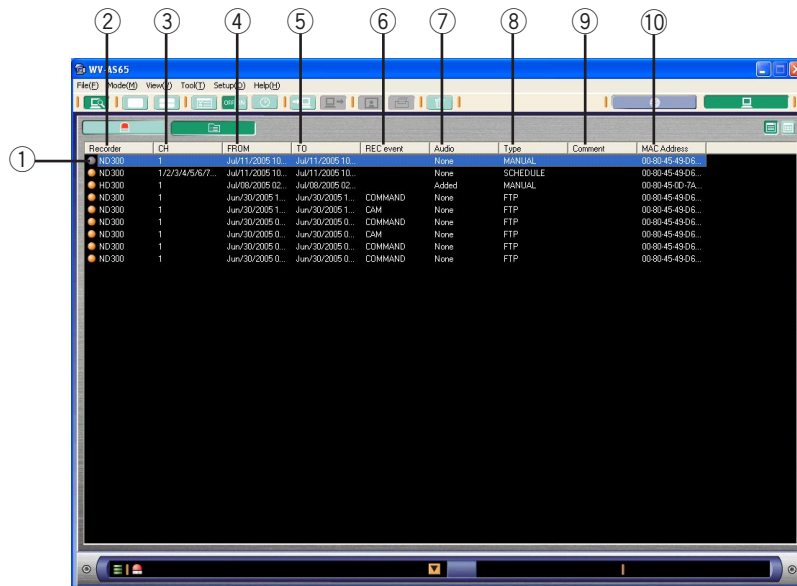 ② ③ ④ ⑤ ⑥ ⑦ ⑧ ⑨ ⑩
WV-AS65
File(F) Mode(M) View(V) Tool(T) Setup(O) Help(H)
OFF ON
Recorder CH FROM TO REC event Audio Type Comment MAC Address
① ND300 1 Jul/11/2005 10... Jul/11/2005 10... None MANUAL 00-80-45-49-D6...
ND300 1/2/3/4/5/6/7... Jul/11/2005 10... Jul/11/2005 10... None SCHEDULE 00-80-45-49-D6...
HD300 1 Jul/08/2005 02... Jul/08/2005 02... Added MANUAL 00-80-45-0D-7A...
ND300 1 Jun/30/2005 1... Jun/30/2005 1... COMMAND None FTP 00-80-45-49-D6...
ND300 1 Jun/30/2005 1... Jun/30/2005 1... CAM None FTP 00-80-45-49-D6...
ND300 1 Jun/30/2005 0... Jun/30/2005 0... COMMAND None FTP 00-80-45-49-D6...
ND300 1 Jun/30/2005 0... Jun/30/2005 0... CAM None FTP 00-80-45-49-D6...
ND300 1 Jun/30/2005 0... Jun/30/2005 0... COMMAND None FTP 00-80-45-49-D6...
ND300 1 Jun/30/2005 0... Jun/30/2005 0... COMMAND None FTP 00-80-45-49-D6...